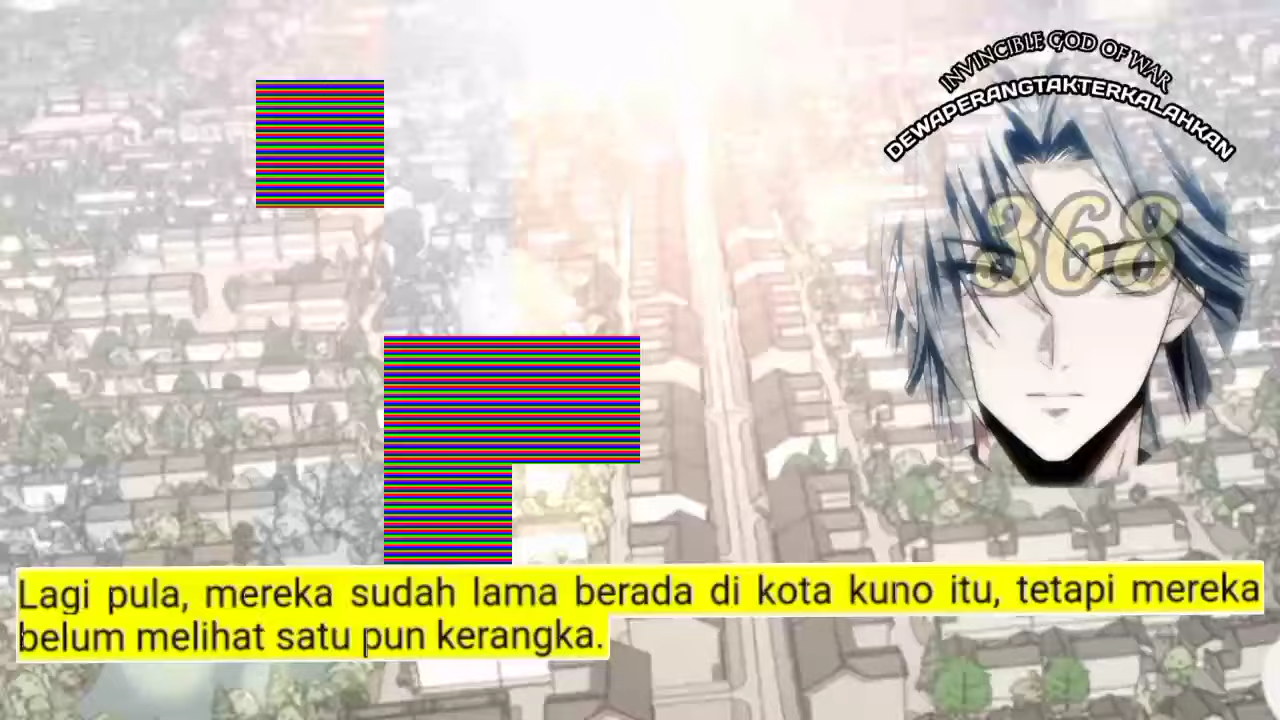 INVINCIBLE GOD OF WAR
DEWAPERANGTAKTERKALAHKAN
368
Lagi pula, mereka sudah lama berada di kota kuno itu, tetapi mereka
belum melihat satu pun kerangka.